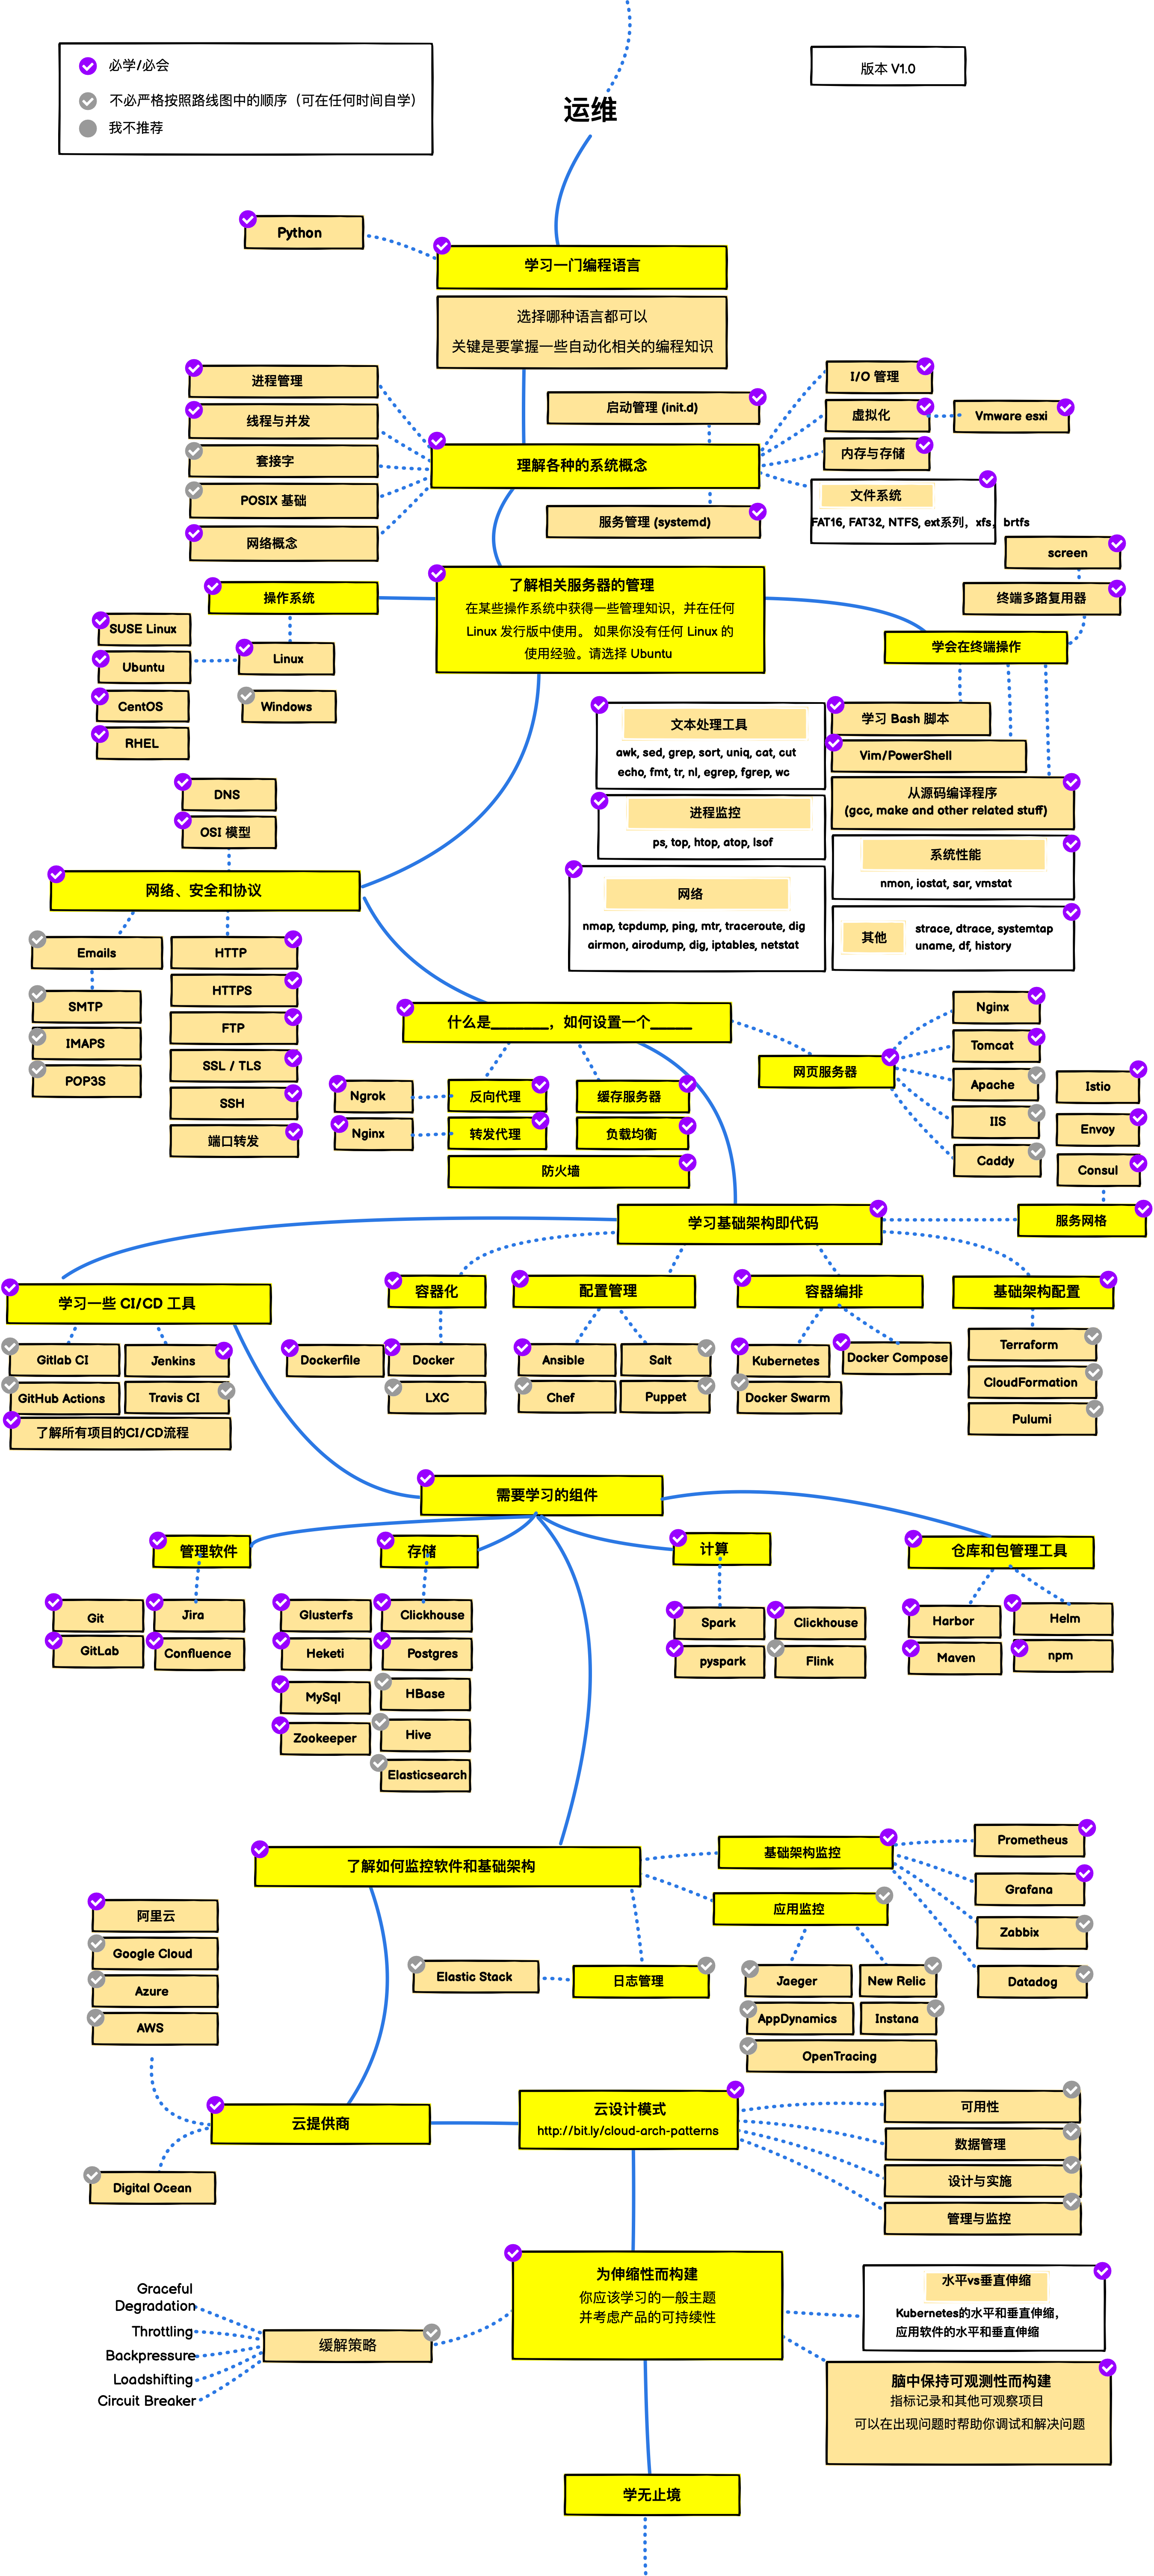 必学/必会
不必严格按照路线图中的顺序（可在任何时间自学）
我不推荐
版本 V1.0
运维
Python
学习一门编程语言
选择哪种语言都可以
关键是要掌握一些自动化相关的编程知识
进程管理
线程与并发
套接字
POSIX 基础
网络概念
启动管理 (init.d)
理解各种的系统概念
服务管理 (systemd)
I/O 管理
虚拟化
Vmware esxi
内存与存储
文件系统
FAT16, FAT32, NTFS, ext系列，xfs，brtfs
screen
终端多路复用器
学会在终端操作
了解相关服务器的管理
在某些操作系统中获得一些管理知识，并在任何
Linux 发行版中使用。 如果你没有任何 Linux 的
使用经验。请选择 Ubuntu
操作系统
SUSE Linux
Ubuntu
CentOS
RHEL
Linux
Windows
文本处理工具
awk, sed, grep, sort, uniq, cat, cut
echo, fmt, tr, nl, egrep, fgrep, wc
进程监控
ps, top, htop, atop, lsof
网络
nmap, tcpdump, ping, mtr, traceroute, dig
airmon, airodump, dig, iptables, netstat
学习 Bash 脚本
Vim/PowerShell
从源码编译程序
(gcc, make and other related stuff)
系统性能
nmon, iostat, sar, vmstat
其他
strace, dtrace, systemtap
uname, df, history
DNS
OSI 模型
网络、安全和协议
Emails
SMTP
IMAPS
POP3S
HTTP
HTTPS
FTP
SSL / TLS
SSH
端口转发
什么是_______，如何设置一个_____
Ngrok
Nginx
反向代理
转发代理
缓存服务器
负载均衡
防火墙
网页服务器
Nginx
Tomcat
Apache
IIS
Caddy
Istio
Envoy
Consul
服务网格
学习基础架构即代码
学习一些 CI/CD 工具
Gitlab CI
Jenkins
GitHub Actions
Travis CI
了解所有项目的CI/CD流程
容器化
Dockerfile
Docker
LXC
配置管理
Ansible
Salt
Chef
Puppet
容器编排
Kubernetes
Docker Compose
Docker Swarm
基础架构配置
Terraform
CloudFormation
Pulumi
需要学习的组件
管理软件
Git
Jira
GitLab
Confluence
存储
Glusterfs
Clickhouse
Heketi
Postgres
MySql
HBase
Zookeeper
Hive
Elasticsearch
计算
Spark
Clickhouse
pyspark
Flink
仓库和包管理工具
Harbor
Helm
Maven
npm
了解如何监控软件和基础架构
基础架构监控
Prometheus
Grafana
Zabbix
Datadog
应用监控
Jaeger
New Relic
AppDynamics
Instana
OpenTracing
日志管理
Elastic Stack
阿里云
Google Cloud
Azure
AWS
云提供商
Digital Ocean
云设计模式
http://bit.ly/cloud-arch-patterns
可用性
数据管理
设计与实施
管理与监控
为伸缩性而构建
你应该学习的一般主题
并考虑产品的可持续性
Graceful
Degradation
Throttling
Backpressure
Loadshifting
Circuit Breaker
缓解策略
水平vs垂直伸缩
Kubernetes的水平和垂直伸缩，
应用软件的水平和垂直伸缩
脑中保持可观测性而构建
指标记录和其他可观察项目
可以在出现问题时帮助你调试和解决问题
学无止境